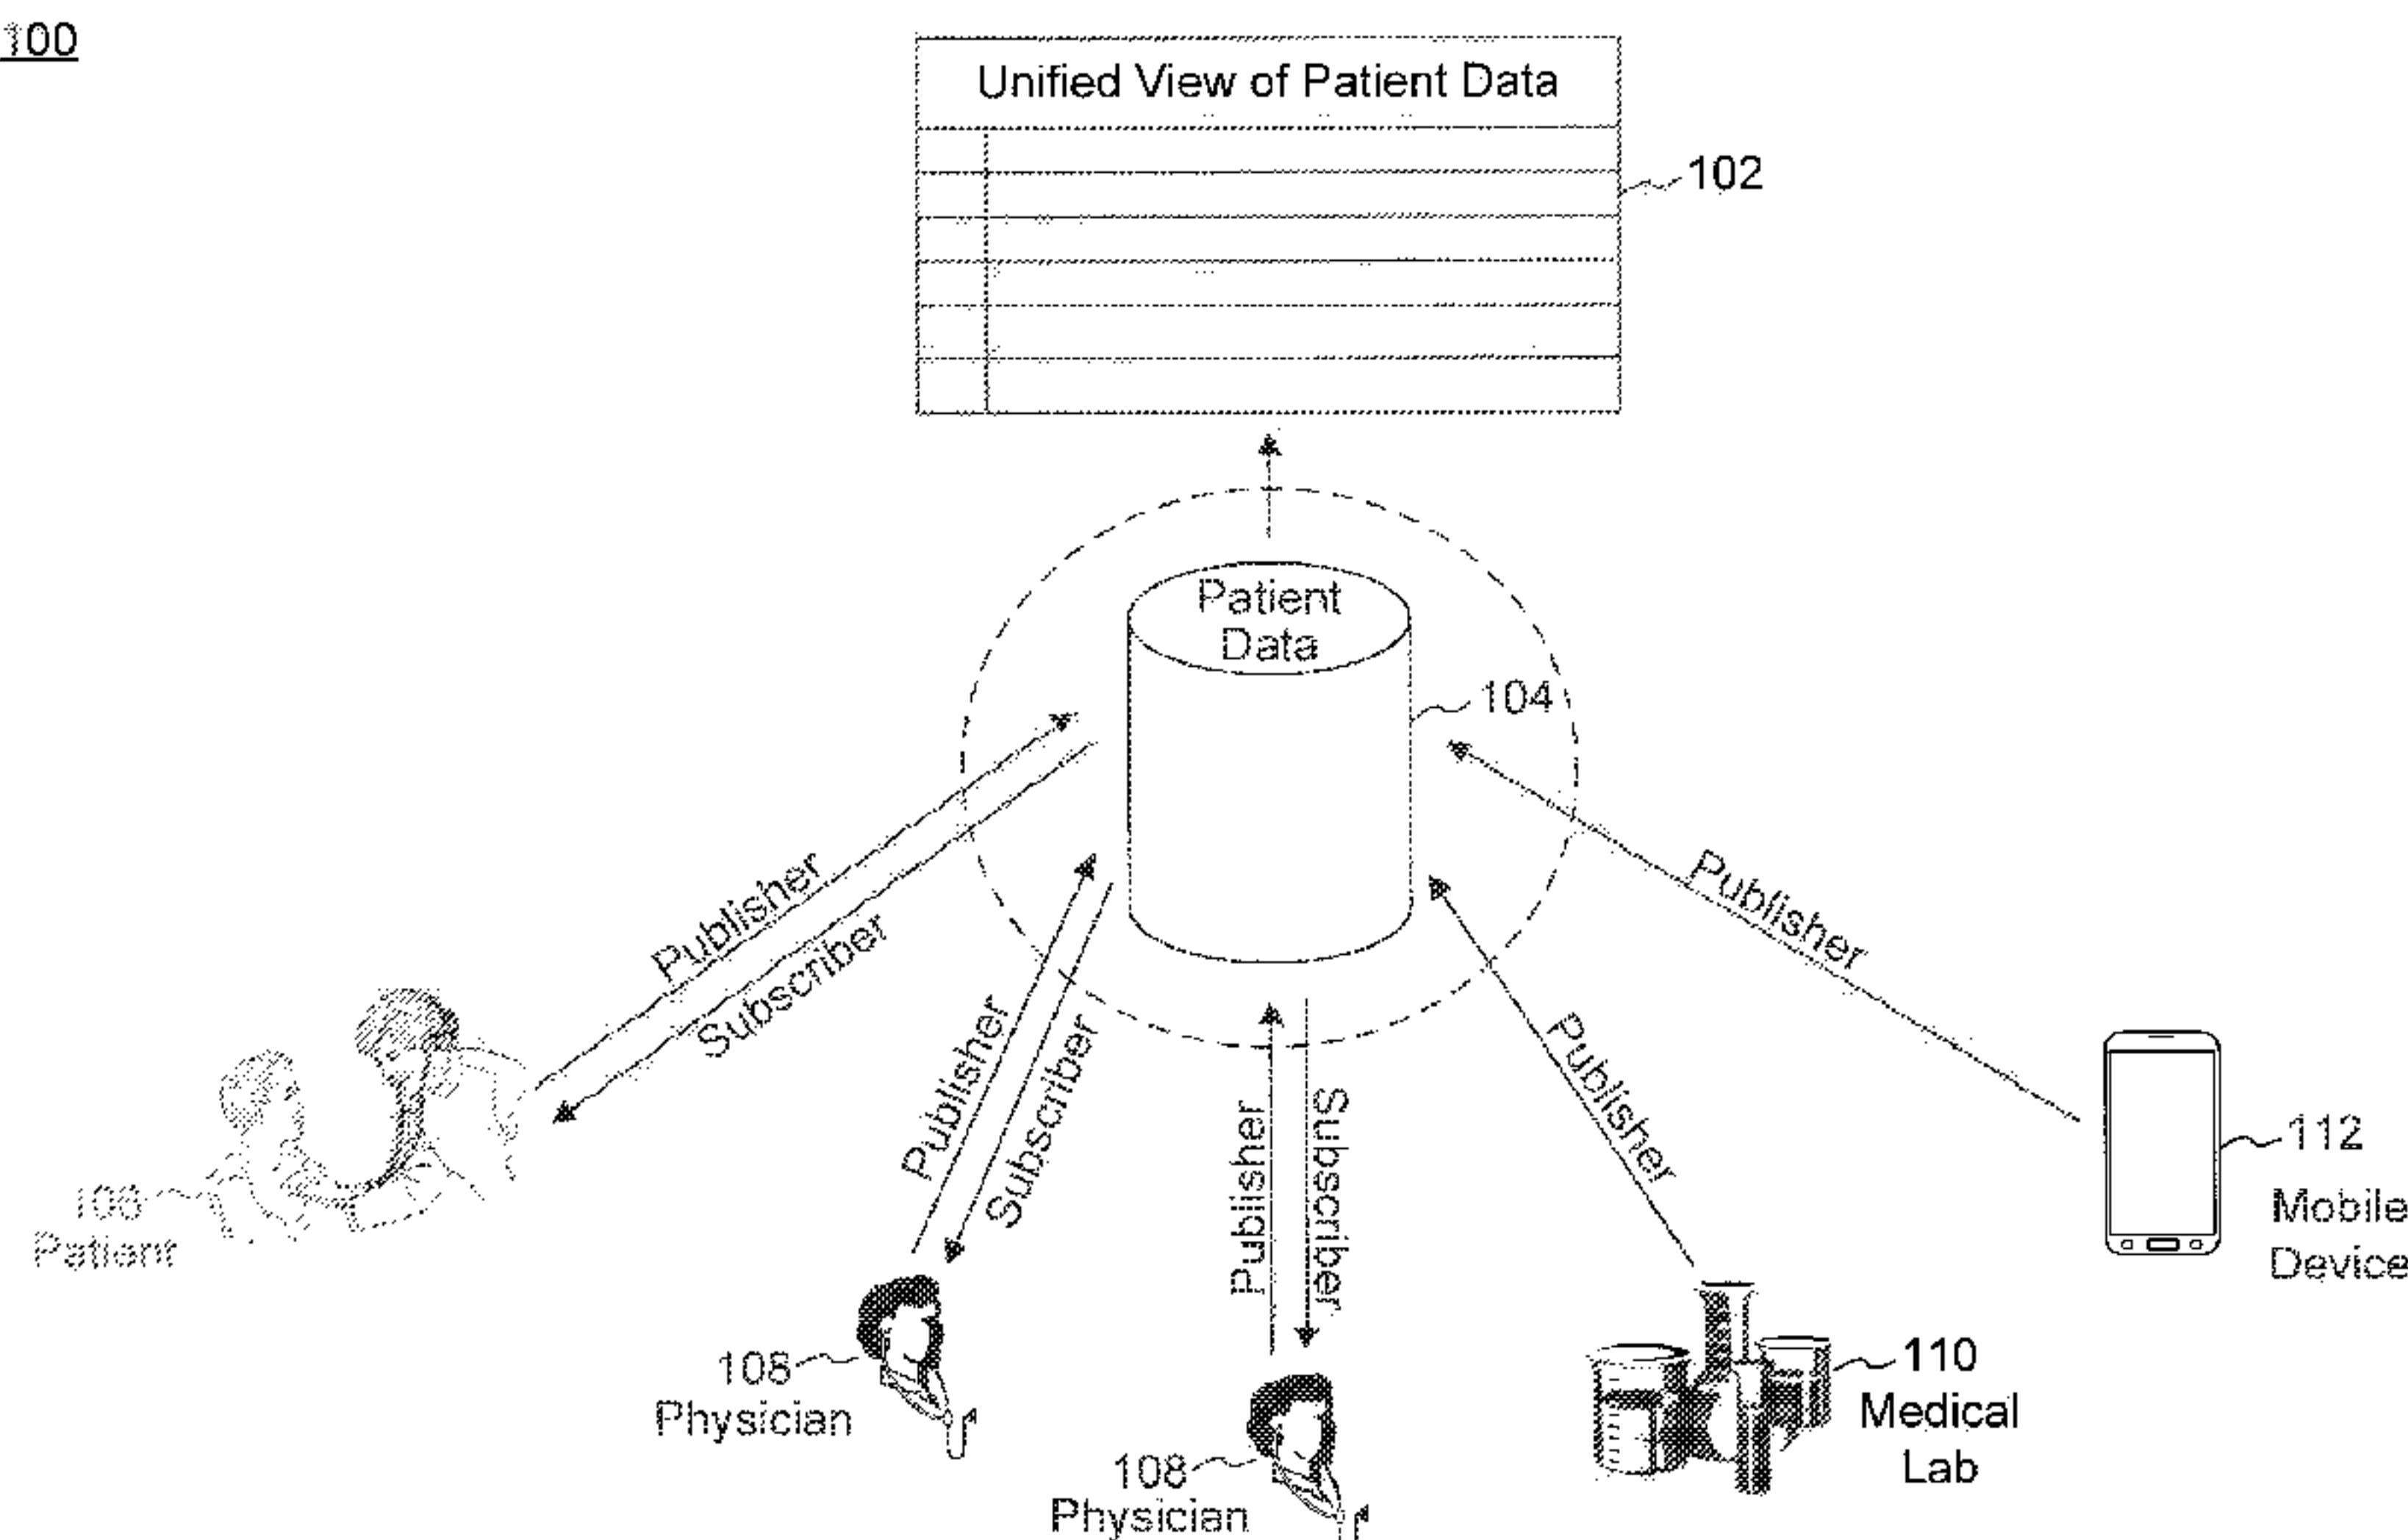 100
Unified View of Patient Data
102
Patient
Data
104
Publisher
Subscriber
Publisher
Subscriber
Publisher
Subscriber
Publisher
Publisher
106
Patient
108
Physician
108
Physician
110
Medical
Lab
112
Mobile
Device